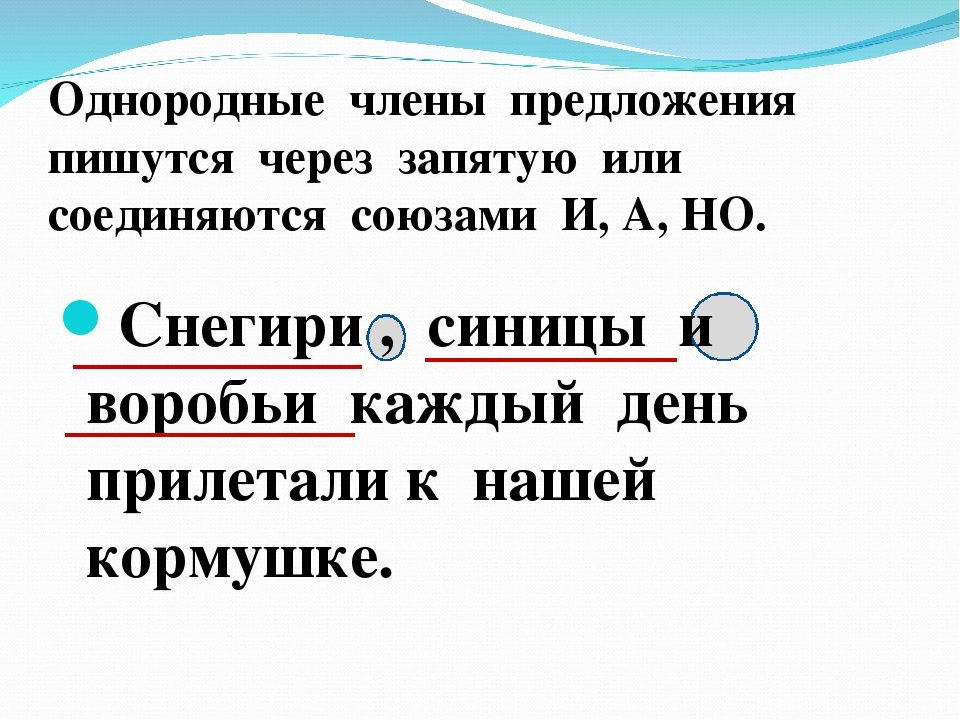 Однородные члены предложения
пишутся через запятую или
соединяются союзами И, А, НО.
Снегири , синицы и
воробьи каждый день
прилетали к нашей
кормушке.